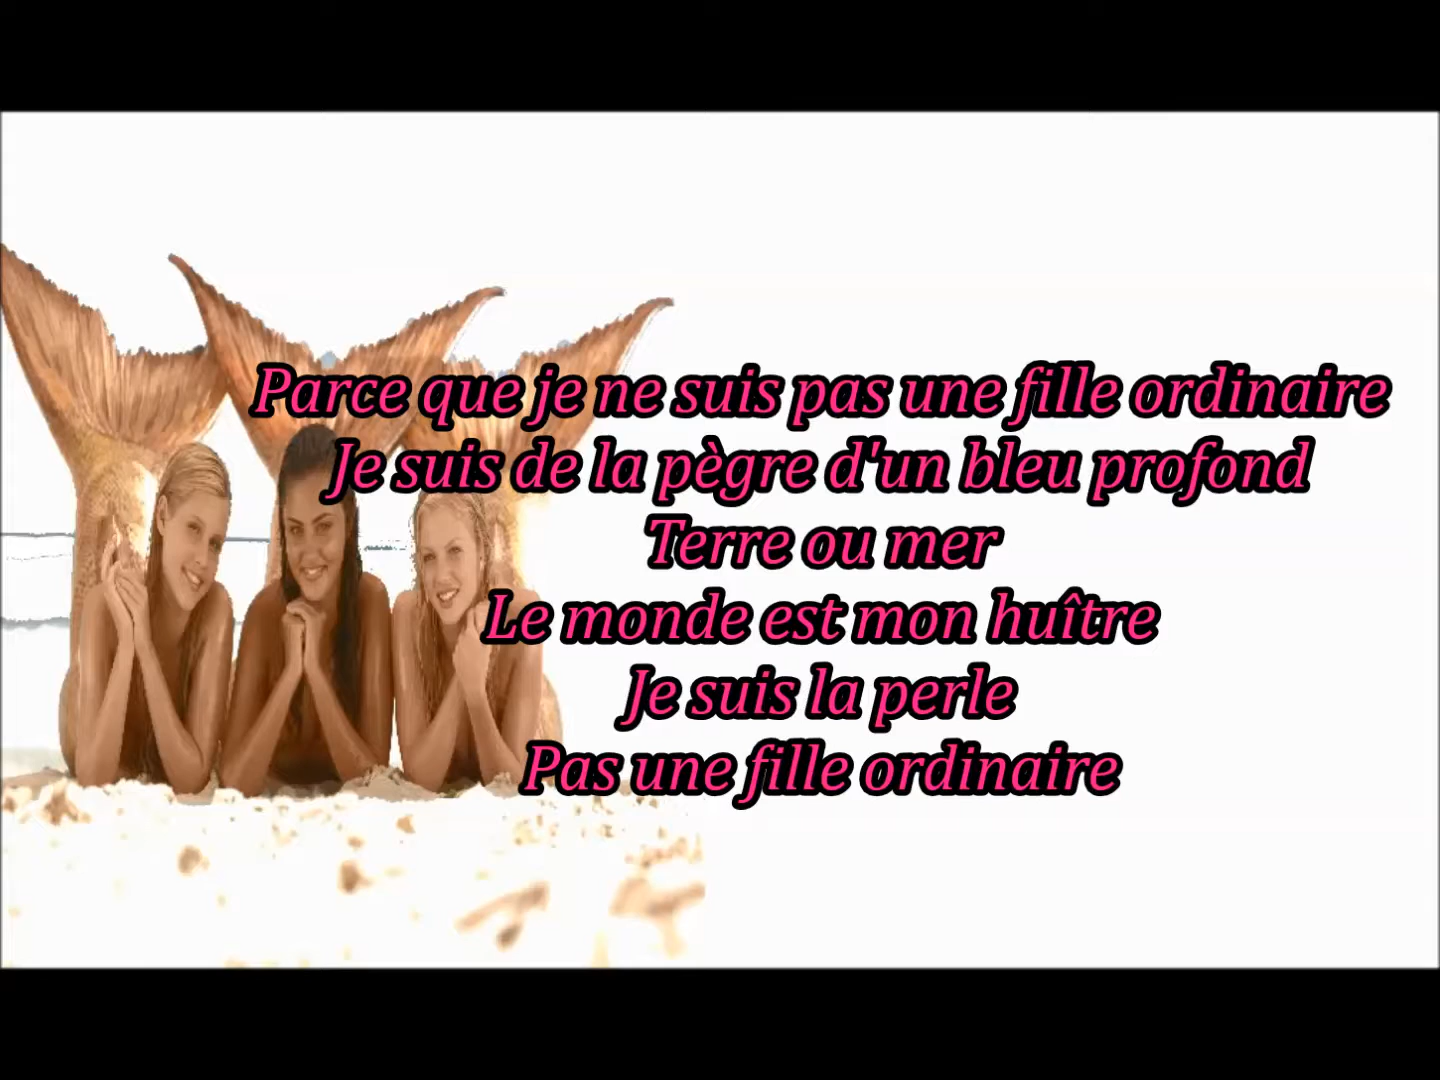 Parce que je ne suis pas une fille ordinaire
Je suis de la pègre d'un bleu profond
Terre ou mer
Le monde est mon huître
Je suis la perle
Pas une fille ordinaire